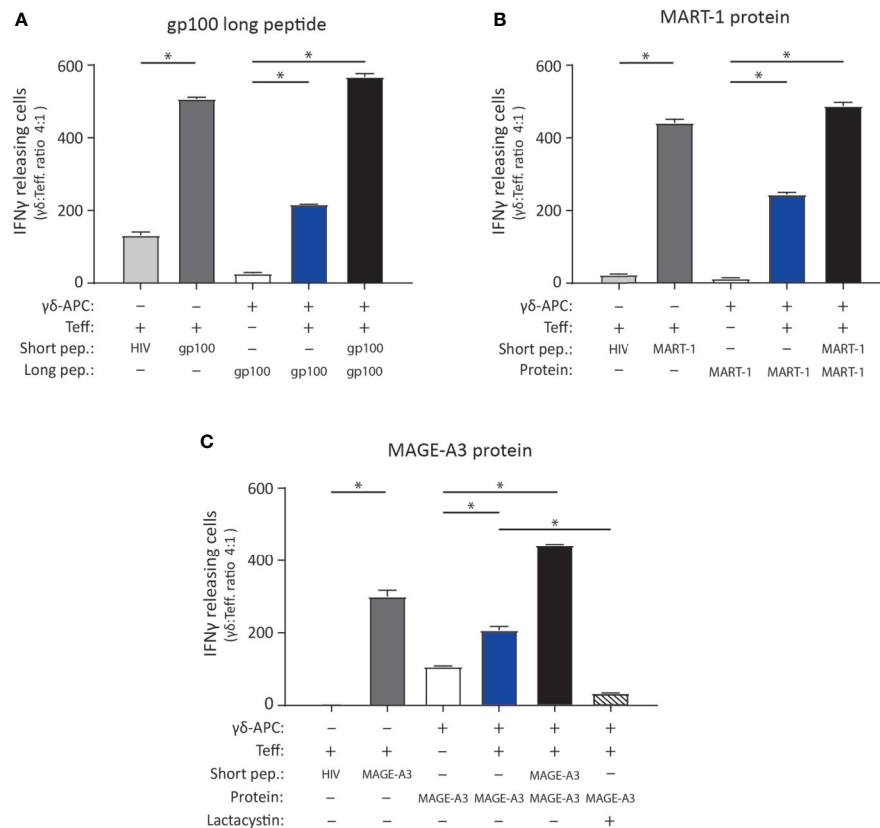 A
gp100 long peptide
*
*
*
600
400
200
0
IFNγ releasing cells
(γδ:Teff. ratio 4:1 )
γδ-APC: – – + + +
Teff: + + – + +
Short pep.: HIV gp100 – – gp100
Long pep.: – – gp100 gp100 gp100
B
MART-1 protein
*
*
*
600
400
200
0
IFNγ releasing cells
(γδ:Teff. ratio 4:1 )
γδ-APC: – – + + +
Teff: + + – + +
Short pep.: HIV MART-1 – – MART-1
Protein: – – MART-1 MART-1 MART-1
C
MAGE-A3 protein
*
*
*
*
600
400
200
0
IFNγ releasing cells
(γδ:Teff. ratio 4:1 )
γδ-APC: – – + + + +
Teff: + + – + + +
Short pep.: HIV MAGE-A3 – – MAGE-A3 –
Protein: – – MAGE-A3 MAGE-A3 MAGE-A3 MAGE-A3
Lactacystin: – – – – – +